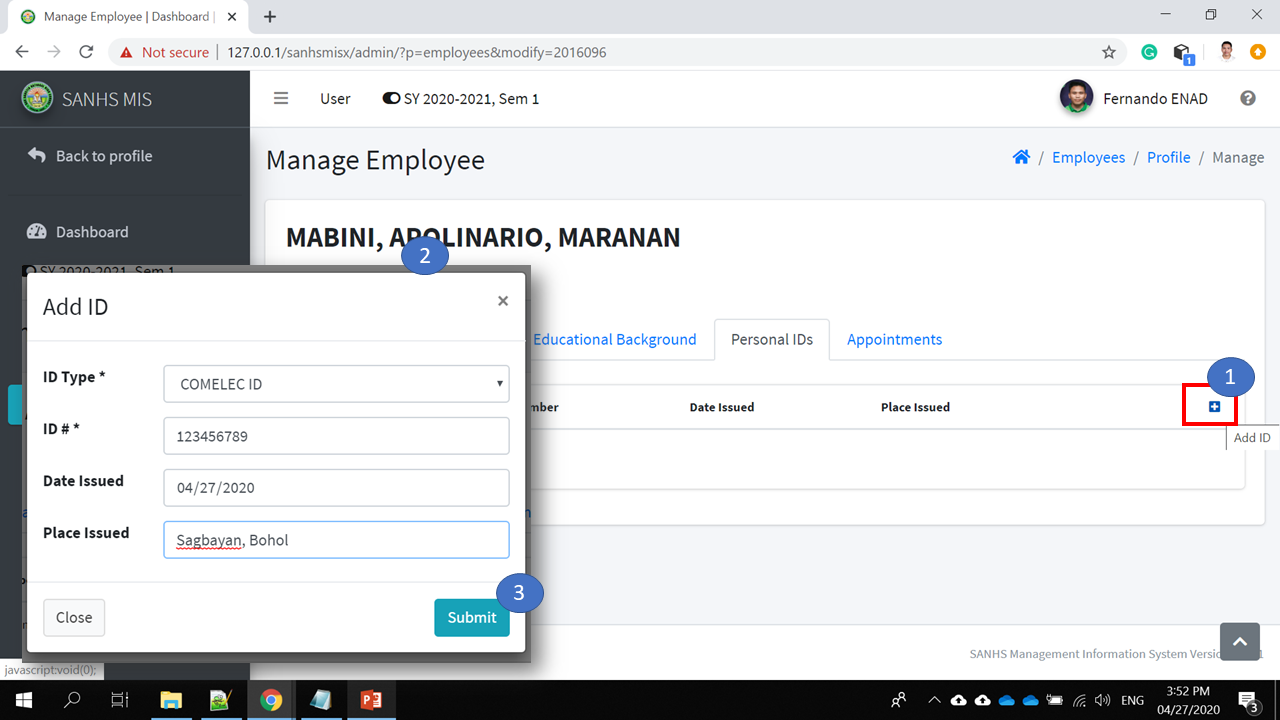 Manage Employee | Dashboard |
Not secure | 127.0.0.1/sanhsmisx/admin/?p=employees&modify=2016096
1
SANHS MIS
User
SY 2020-2021, Sem 1
Fernando ENAD
Back to profile
Manage Employee
/ Employees / Profile / Manage
Dashboard
MABINI, APOLINARIO, MARANAN
SY 2020-2021, Sem 1
2
Add ID
×
Educational Background
Personal IDs
Appointments
1
ID Type *
COMELEC ID
mber
Date Issued
Place Issued
Add ID
ID # *
123456789
Date Issued
04/27/2020
Place Issued
Sagbayan, Bohol
3
Close
Submit
SANHS Management Information System Versi
1
javascript:void(0);
ENG
3:52 PM
04/27/2020
3